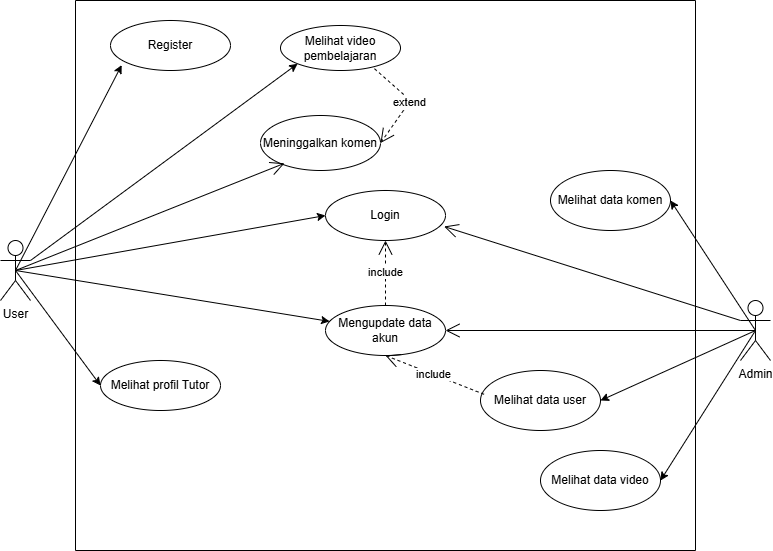 Register
Melihat video
pembelajaran
extend
Meninggalkan komen
Melihat data komen
Login
include
User
Mengupdate data
akun
Admin
include
Melihat profil Tutor
Melihat data user
Melihat data video